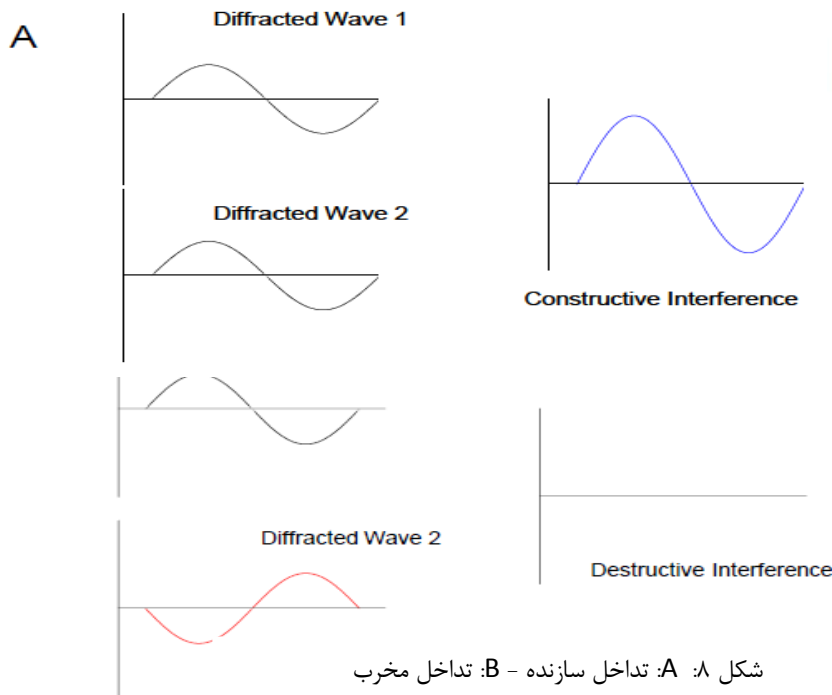 A
Diffracted Wave 1
Diffracted Wave 2
Constructive Interference
Diffracted Wave 2
Destructive Interference
شکل ۸: A: تداخل سازنده - B: تداخل مخرب